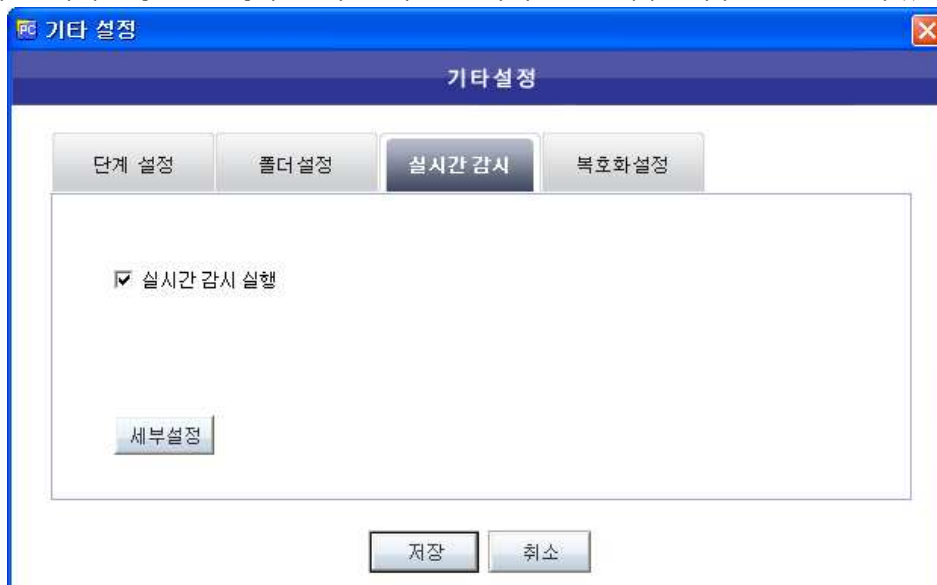 PC 기타 설정
기타설정
단계 설정 폴더설정 실시간 감시 복호화설정
실시간 감시 실행
세부설정
저장 취소